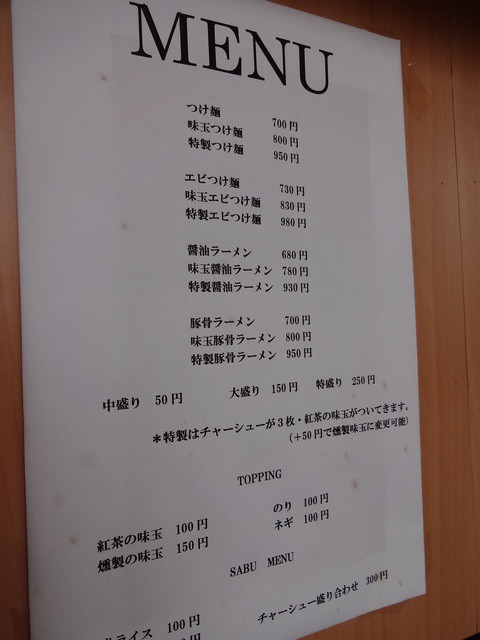 MENU
つけ麺 700円
味玉つけ麺 800円
特製つけ麺 950円
エビつけ麺 730円
味玉エビつけ麺 830円
特製エビつけ麺 980円
醤油ラーメン 680円
味玉醤油ラーメン 780円
特製醤油ラーメン 930円
豚骨ラーメン 700円
味玉豚骨ラーメン 800円
特製豚骨ラーメン 950円
中盛り 50円 大盛り 150円 特盛り 250円
＊特製はチャーシューが３枚・紅茶の味玉がついてきます。
（＋50円で燻製味玉に変更可能）
TOPPING
紅茶の味玉 100円 のり 100円
燻製の味玉 150円 ネギ 100円
SABU MENU
ライス 100円 チャーシュー盛り合わせ 300円
円